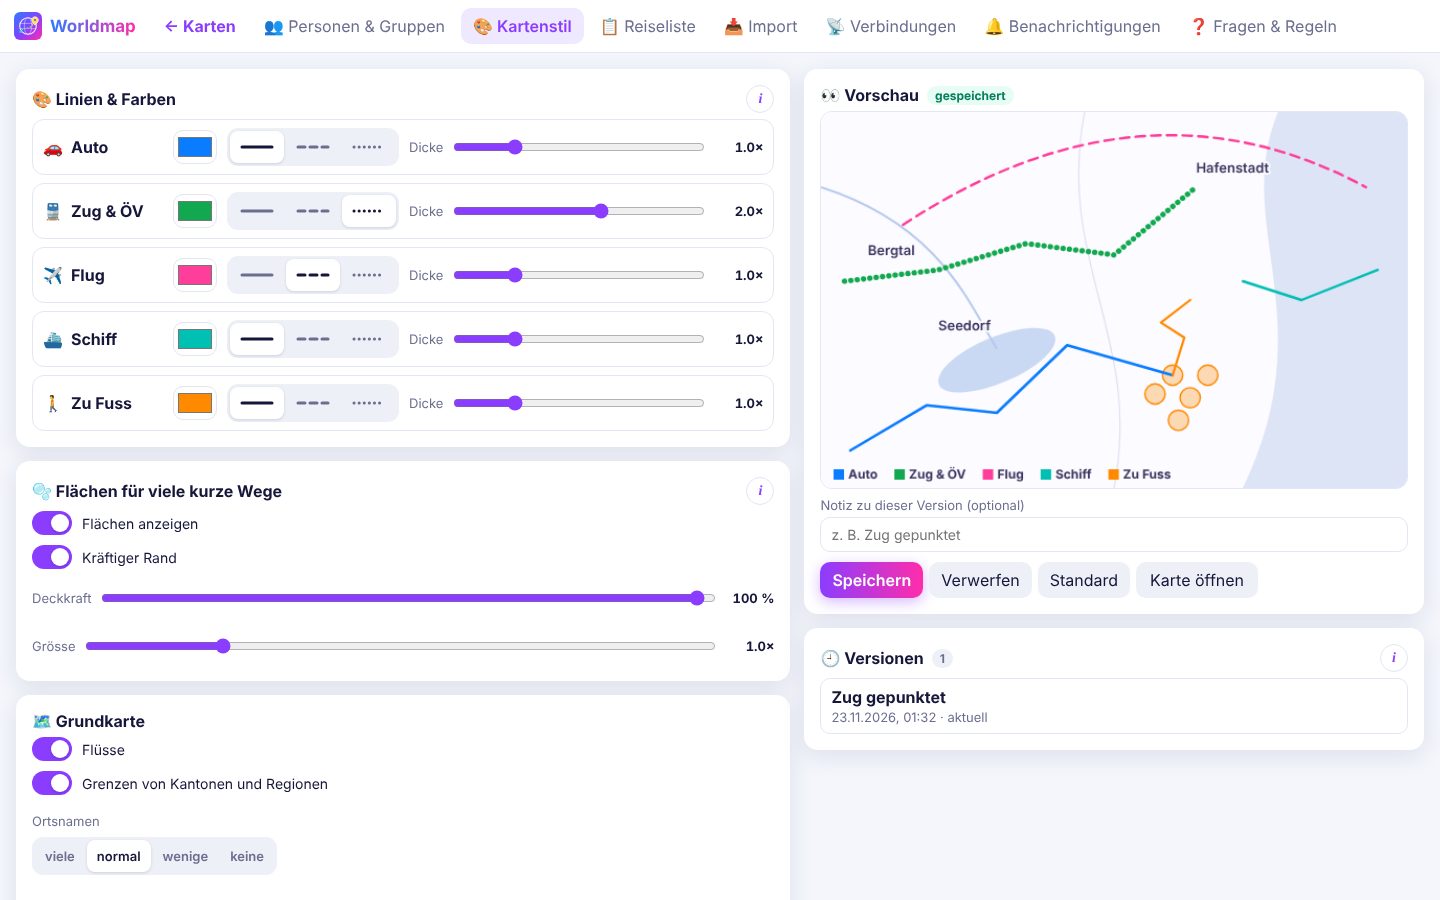 Worldmap
← Karten
Personen & Gruppen
Kartenstil
Reiseliste
Import
Verbindungen
Benachrichtigungen
Fragen & Regeln
Linien & Farben
i
Auto
Dicke
1.0×
Zug & ÖV
Dicke
2.0×
Flug
Dicke
1.0×
Schiff
Dicke
1.0×
Zu Fuss
Dicke
1.0×
Flächen für viele kurze Wege
i
Flächen anzeigen
Kräftiger Rand
Deckkraft
100 %
Grösse
1.0×
Grundkarte
Flüsse
Grenzen von Kantonen und Regionen
Ortsnamen
viele normal wenige keine
Vorschau gespeichert
Hafenstadt
Bergtal
Seedorf
Auto Zug & ÖV Flug Schiff Zu Fuss
Notiz zu dieser Version (optional)
z. B. Zug gepunktet
Speichern Verwerfen Standard Karte öffnen
Versionen 1
i
Zug gepunktet
23.11.2026, 01:32 · aktuell